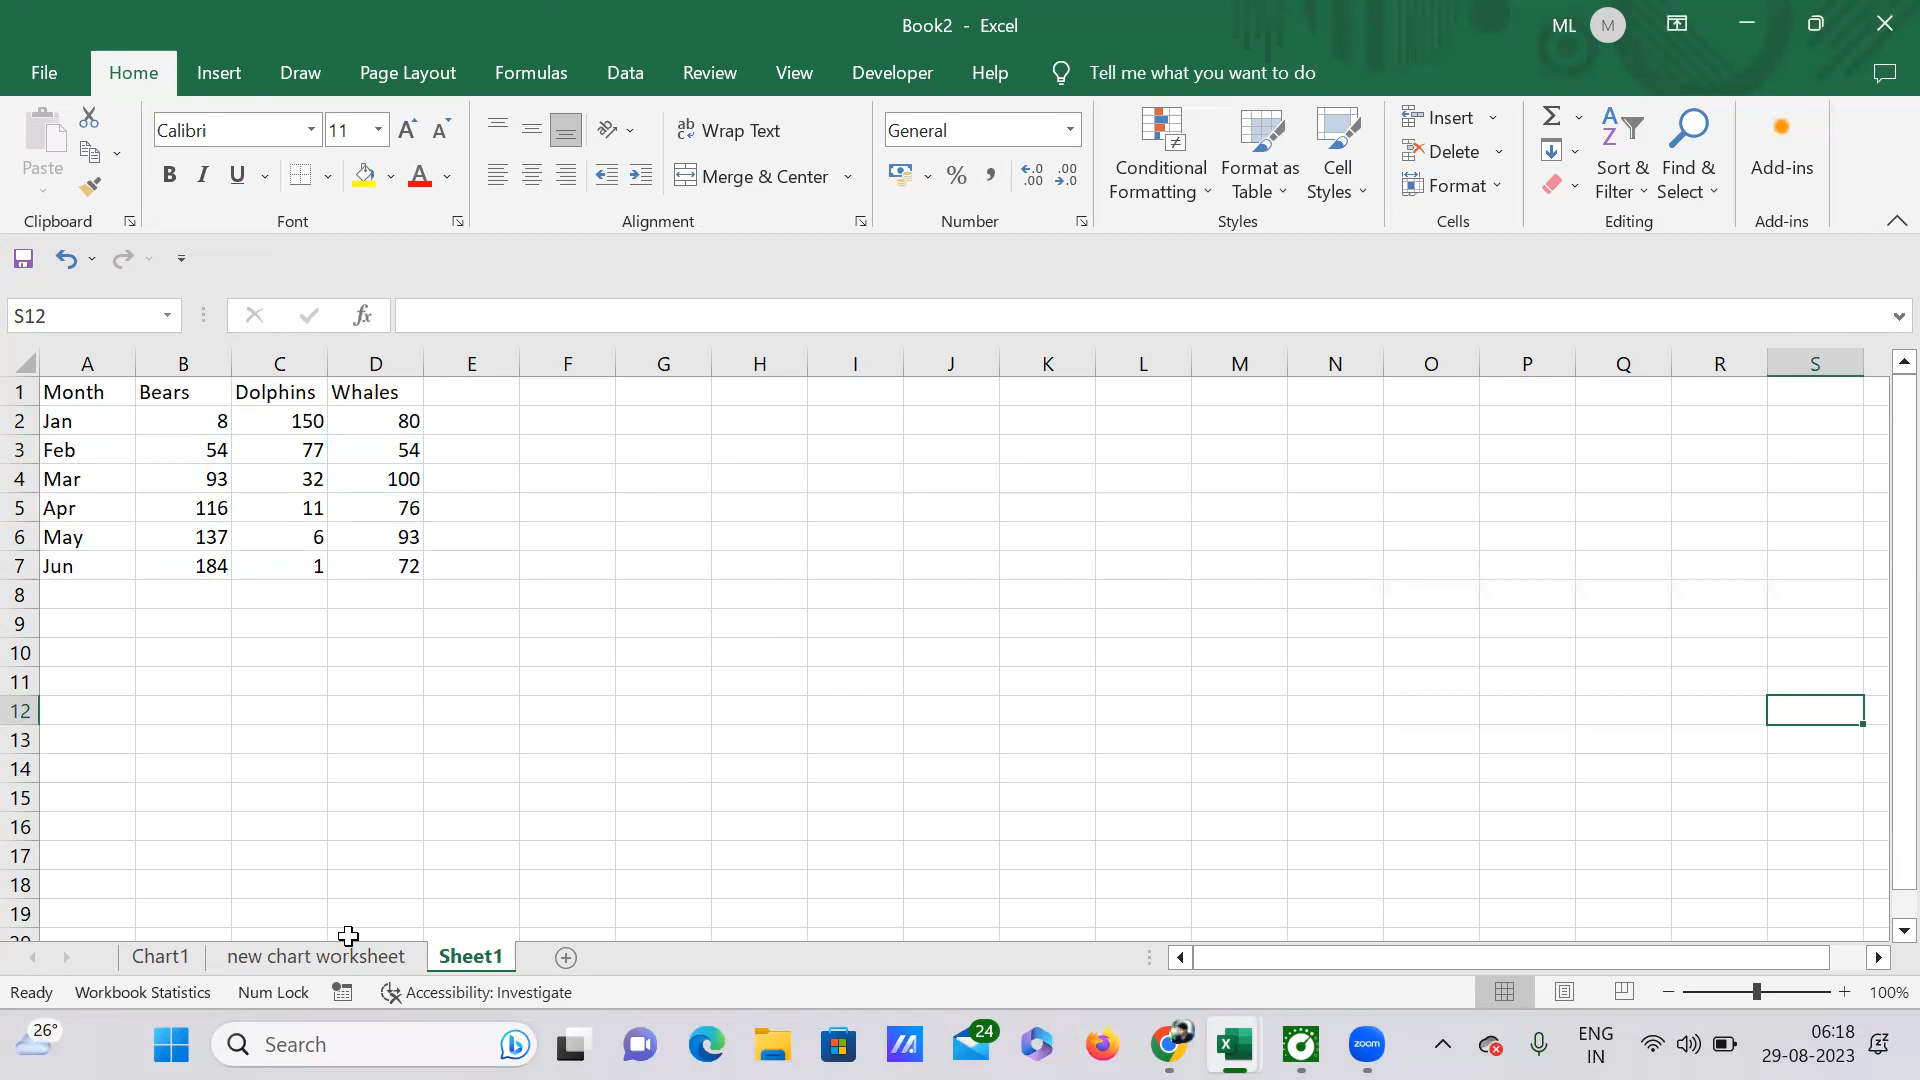 Book2 - Excel
ML M
File Home Insert Draw Page Layout Formulas Data Review View Developer Help Tell me what you want to do
Calibri 11 ab Wrap Text General Insert
Paste Conditional Format as Cell Delete Sort & Find & Add-ins
B I U A Merge & Center % , Formatting Table Styles Format Filter Select
Clipboard Font Alignment Number Styles Cells Editing Add-ins
S12 fx
A B C D E F G H I J K L M N O P Q R S
1 Month Bears Dolphins Whales
2 Jan 8 150 80
3 Feb 54 77 54
4 Mar 93 32 100
5 Apr 116 11 76
6 May 137 6 93
7 Jun 184 1 72
8
9
10
11
12
13
14
15
16
17
18
19
20
Chart1 new chart worksheet Sheet1
Ready Workbook Statistics Num Lock Accessibility: Investigate 100%
26° Search 24 zoom ENG 06:18
IN 29-08-2023